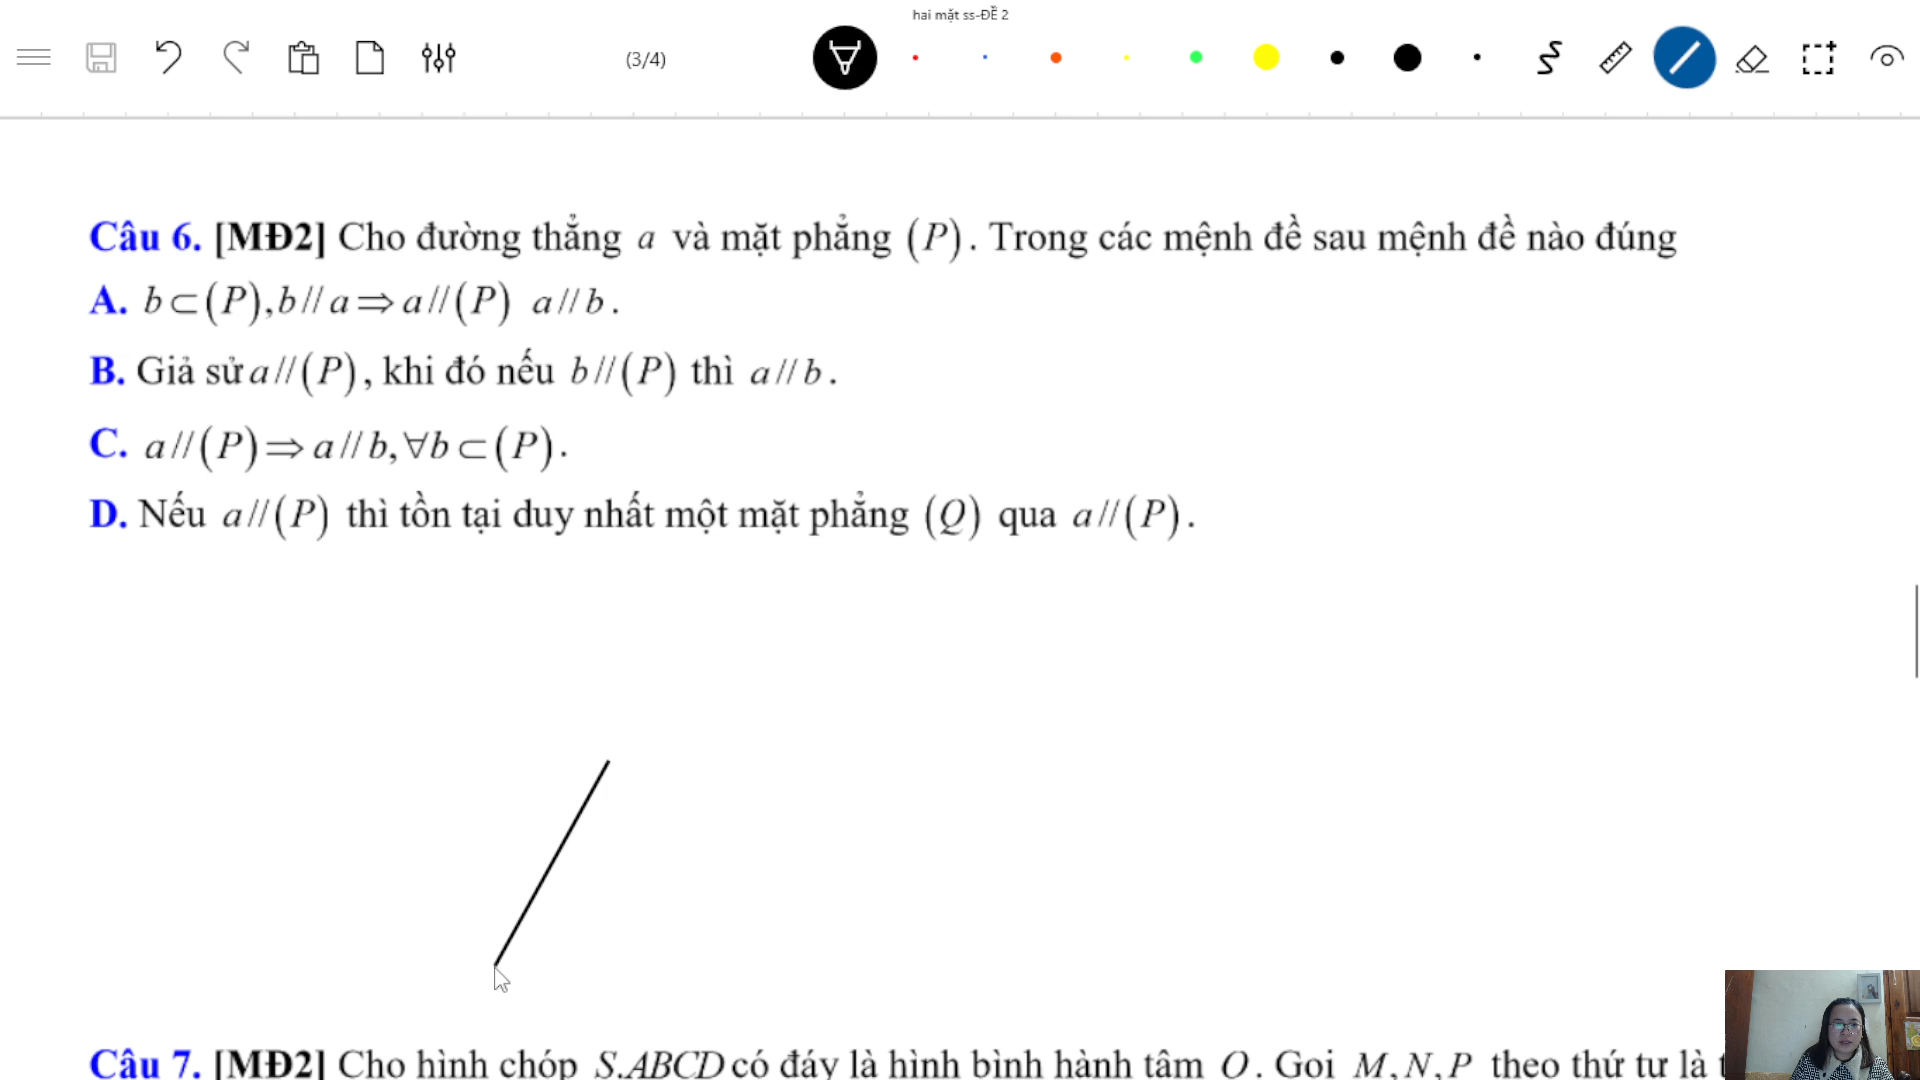 hai mặt ss-ĐỀ 2
(3/4)
Câu 6. [MĐ2] Cho đường thẳng a và mặt phẳng (P). Trong các mệnh đề sau mệnh đề nào đúng
A. b⊂(P),b//a⇒a//(P) a//b.
B. Giả sử a//(P), khi đó nếu b//(P) thì a//b.
C. a//(P)⇒a//b,∀b⊂(P).
D. Nếu a//(P) thì tồn tại duy nhất một mặt phẳng (Q) qua a//(P).
Câu 7. [MĐ2] Cho hình chóp S.ABCD có đáy là hình bình hành tâm O. Gọi M,N,P theo thứ tự là